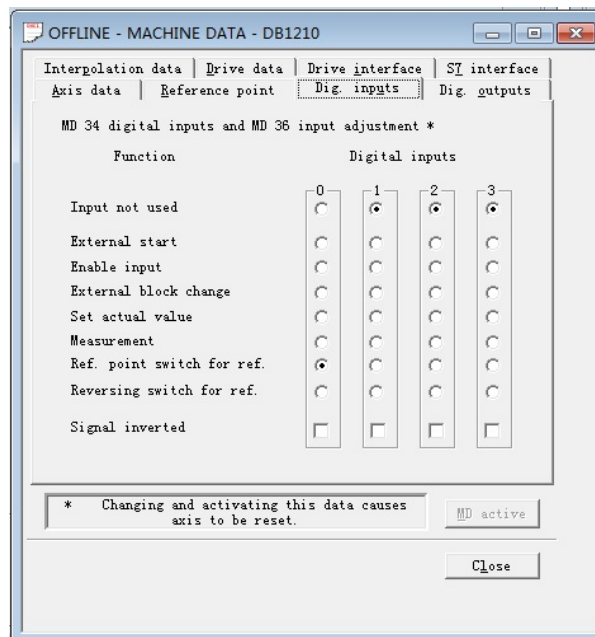 OFFLINE - MACHINE DATA - DB1210
Interpolation data Drive data Drive interface S7 interface
Axis data Reference point Dig. inputs Dig. outputs
MD 34 digital inputs and MD 36 input adjustment *
Function Digital inputs
0 1 2 3
Input not used
External start
Enable input
External block change
Set actual value
Measurement
Ref. point switch for ref.
Reversing switch for ref.
Signal inverted
* Changing and activating this data causes
axis to be reset.
MD active
Close